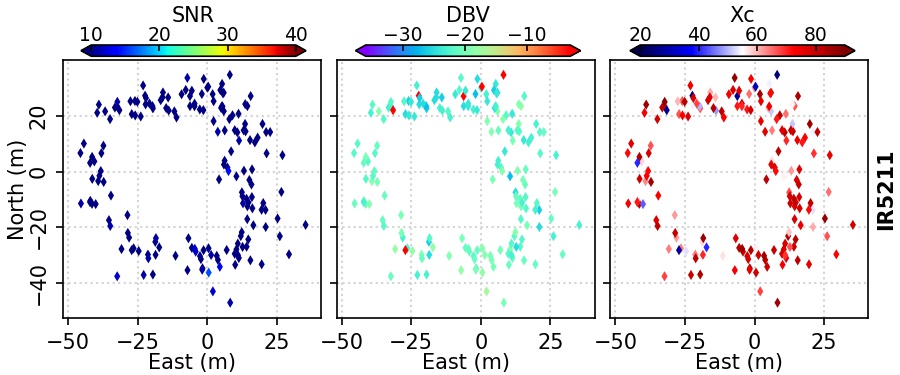 SNR DBV Xc
10 20 30 40 −30 −20 −10 20 40 60 80
North (m)
20
0
−20
−40
−50 −25 0 25 −50 −25 0 25 −50 −25 0 25
East (m) East (m) East (m)
IR5211